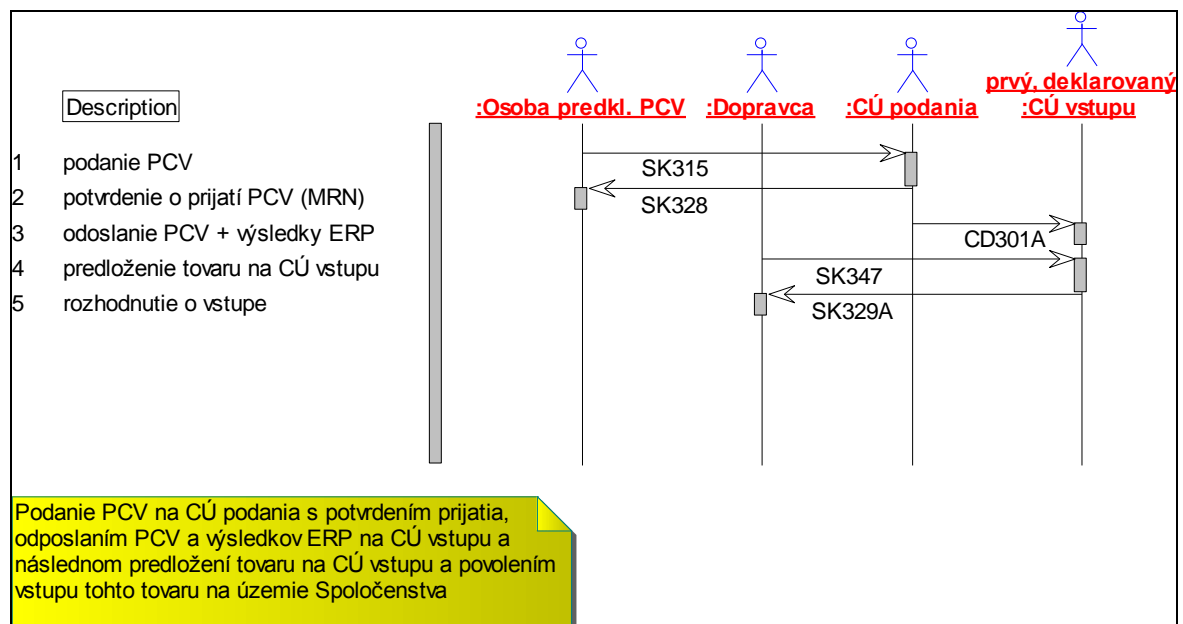 Description
:Osoba predkl. PCV
:Dopravca
:CÚ podania
prvý, deklarovaný
:CÚ vstupu
1 podanie PCV
2 potvrdenie o prijatí PCV (MRN)
3 odoslanie PCV + výsledky ERP
4 predloženie tovaru na CÚ vstupu
5 rozhodnutie o vstupe
SK315
SK328
CD301A
SK347
SK329A
Podanie PCV na CÚ podania s potvrdením prijatia,
odposlaním PCV a výsledkov ERP na CÚ vstupu a
následnom predložení tovaru na CÚ vstupu a povolením
vstupu tohto tovaru na územie Spoločenstva